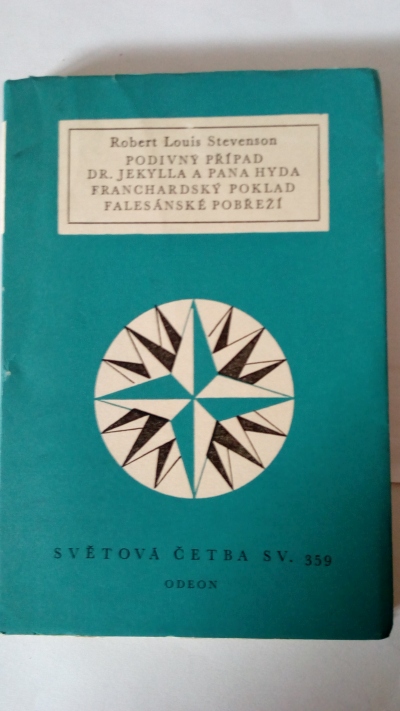 Robert Louis Stevenson
PODIVNÝ PŘÍPAD
DR. JEKYLLA A PANA HYDA
FRANCHARDSKÝ POKLAD
FALESÁNSKÉ POBŘEŽÍ
SVĚTOVÁ ČETBA SV. 359
ODEON